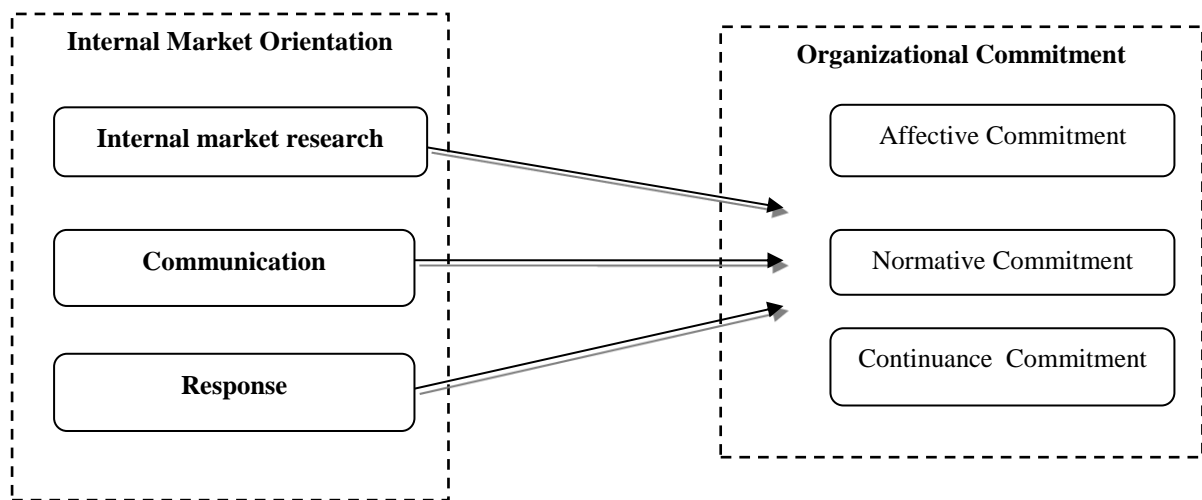 Internal Market Orientation
Internal market research
Communication
Response
Organizational Commitment
Affective Commitment
Normative Commitment
Continuance  Commitment